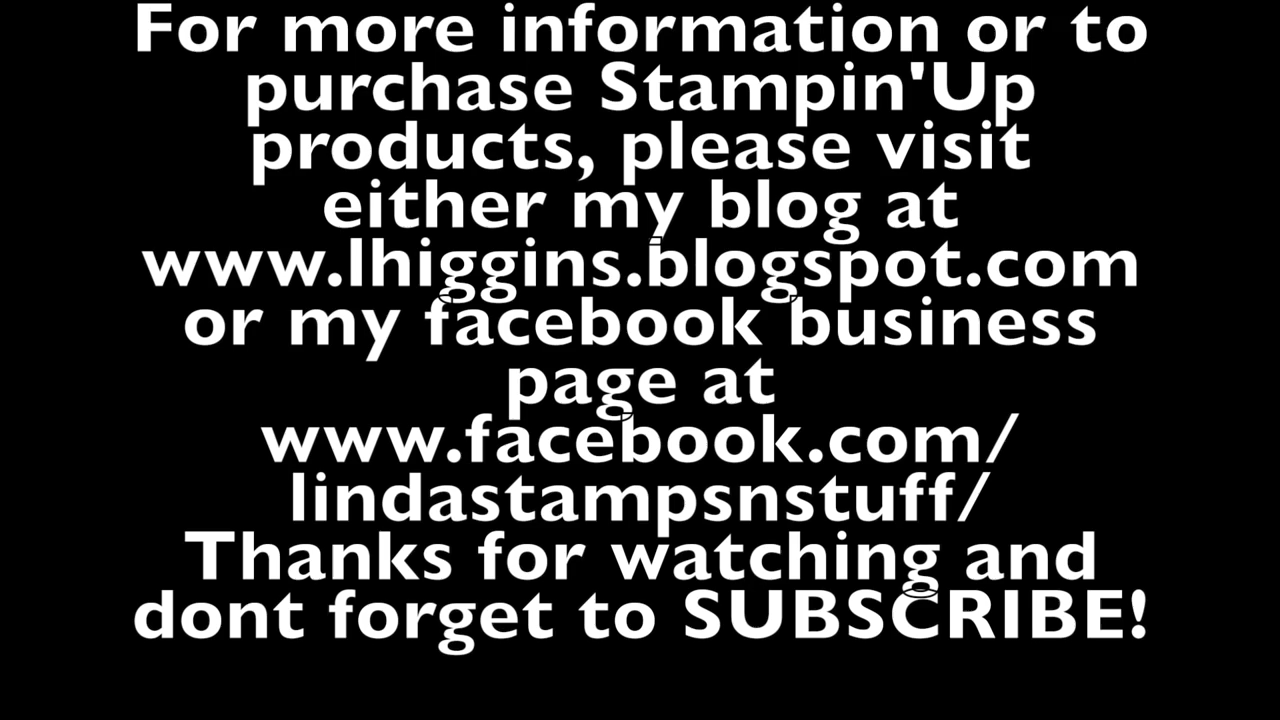 For more information or to
purchase Stampin'Up
products, please visit
either my blog at
www.lhiggins.blogspot.com
or my facebook business
page at
www.facebook.com/
lindastampsnstuff/
Thanks for watching and
dont forget to SUBSCRIBE!